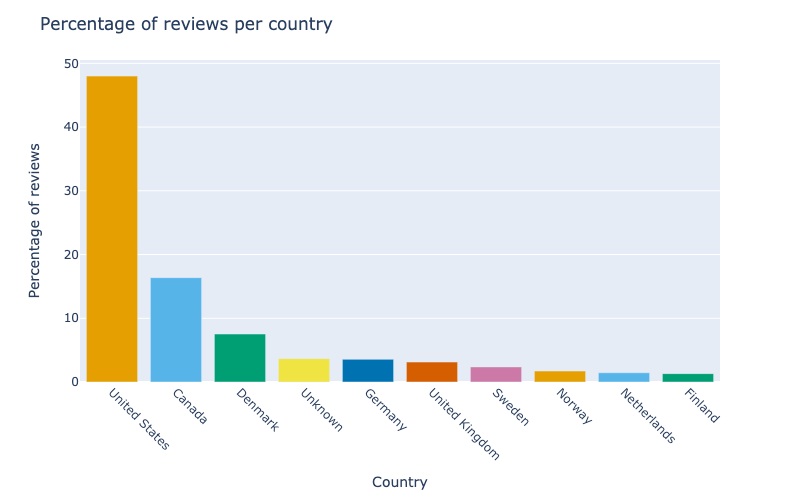 Percentage of reviews per country
Percentage of reviews
50
40
30
20
10
0
United States
Canada
Denmark
Unknown
Germany
United Kingdom
Sweden
Norway
Netherlands
Finland
Country